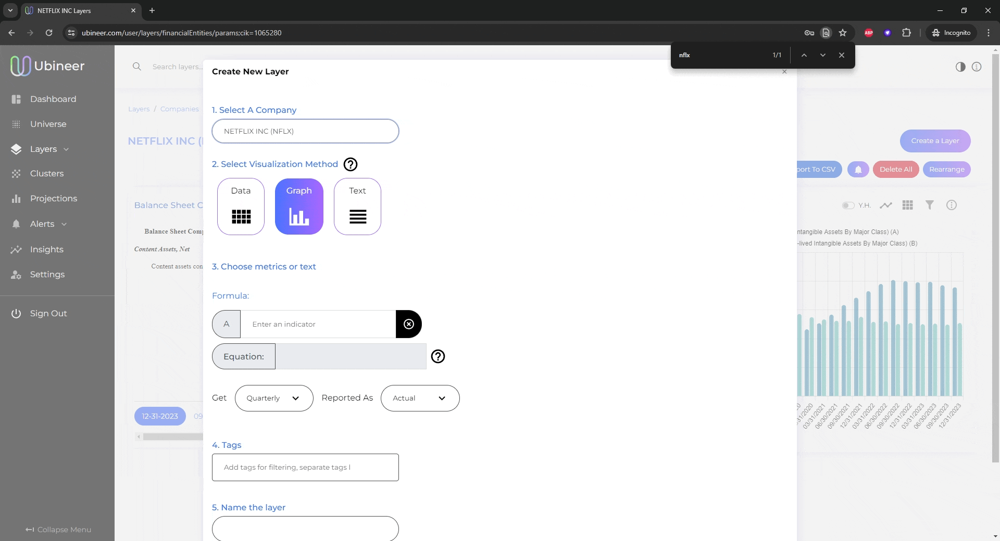 NETFLIX INC Layers
ubineer.com/user/layers/financialEntities/params;cik=1065280
ABP
Incognito
nflx
1/1
Ubineer
Dashboard
Universe
Layers
Clusters
Projections
Alerts
Insights
Settings
Sign Out
Collapse Menu
Search layers...
Layers / Companies
NETFLIX INC (
Balance Sheet C
Balance Sheet Comp
Content Assets, Net
Content assets con
12-31-2023
09
Create New Layer
1. Select A Company
NETFLIX INC (NFLX)
2. Select Visualization Method
Data
Graph
Text
3. Choose metrics or text
Formula:
A
Enter an indicator
Equation:
Get
Quarterly
Reported As
Actual
4. Tags
Add tags for filtering, separate tags l
5. Name the layer
Create a Layer
port To CSV
Delete All
Rearrange
Y.H.
ntangible Assets By Major Class) (A)
-lived Intangible Assets By Major Class) (B)
/31/2020
03/31/2021
06/30/2021
09/30/2021
12/31/2021
03/31/2022
06/30/2022
09/30/2022
12/31/2022
03/31/2023
06/30/2023
09/30/2023
12/31/2023